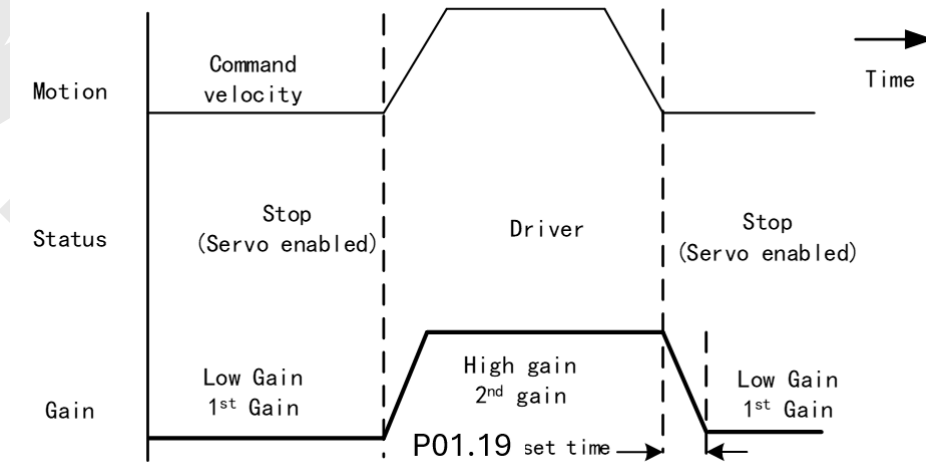 Command
velocity
Time
Motion
Stop
(Servo enabled)
Driver
Stop
(Servo enabled)
Status
High gain
2nd gain
Low Gain
1st Gain
Low Gain
1st Gain
Gain
P01.19 set time